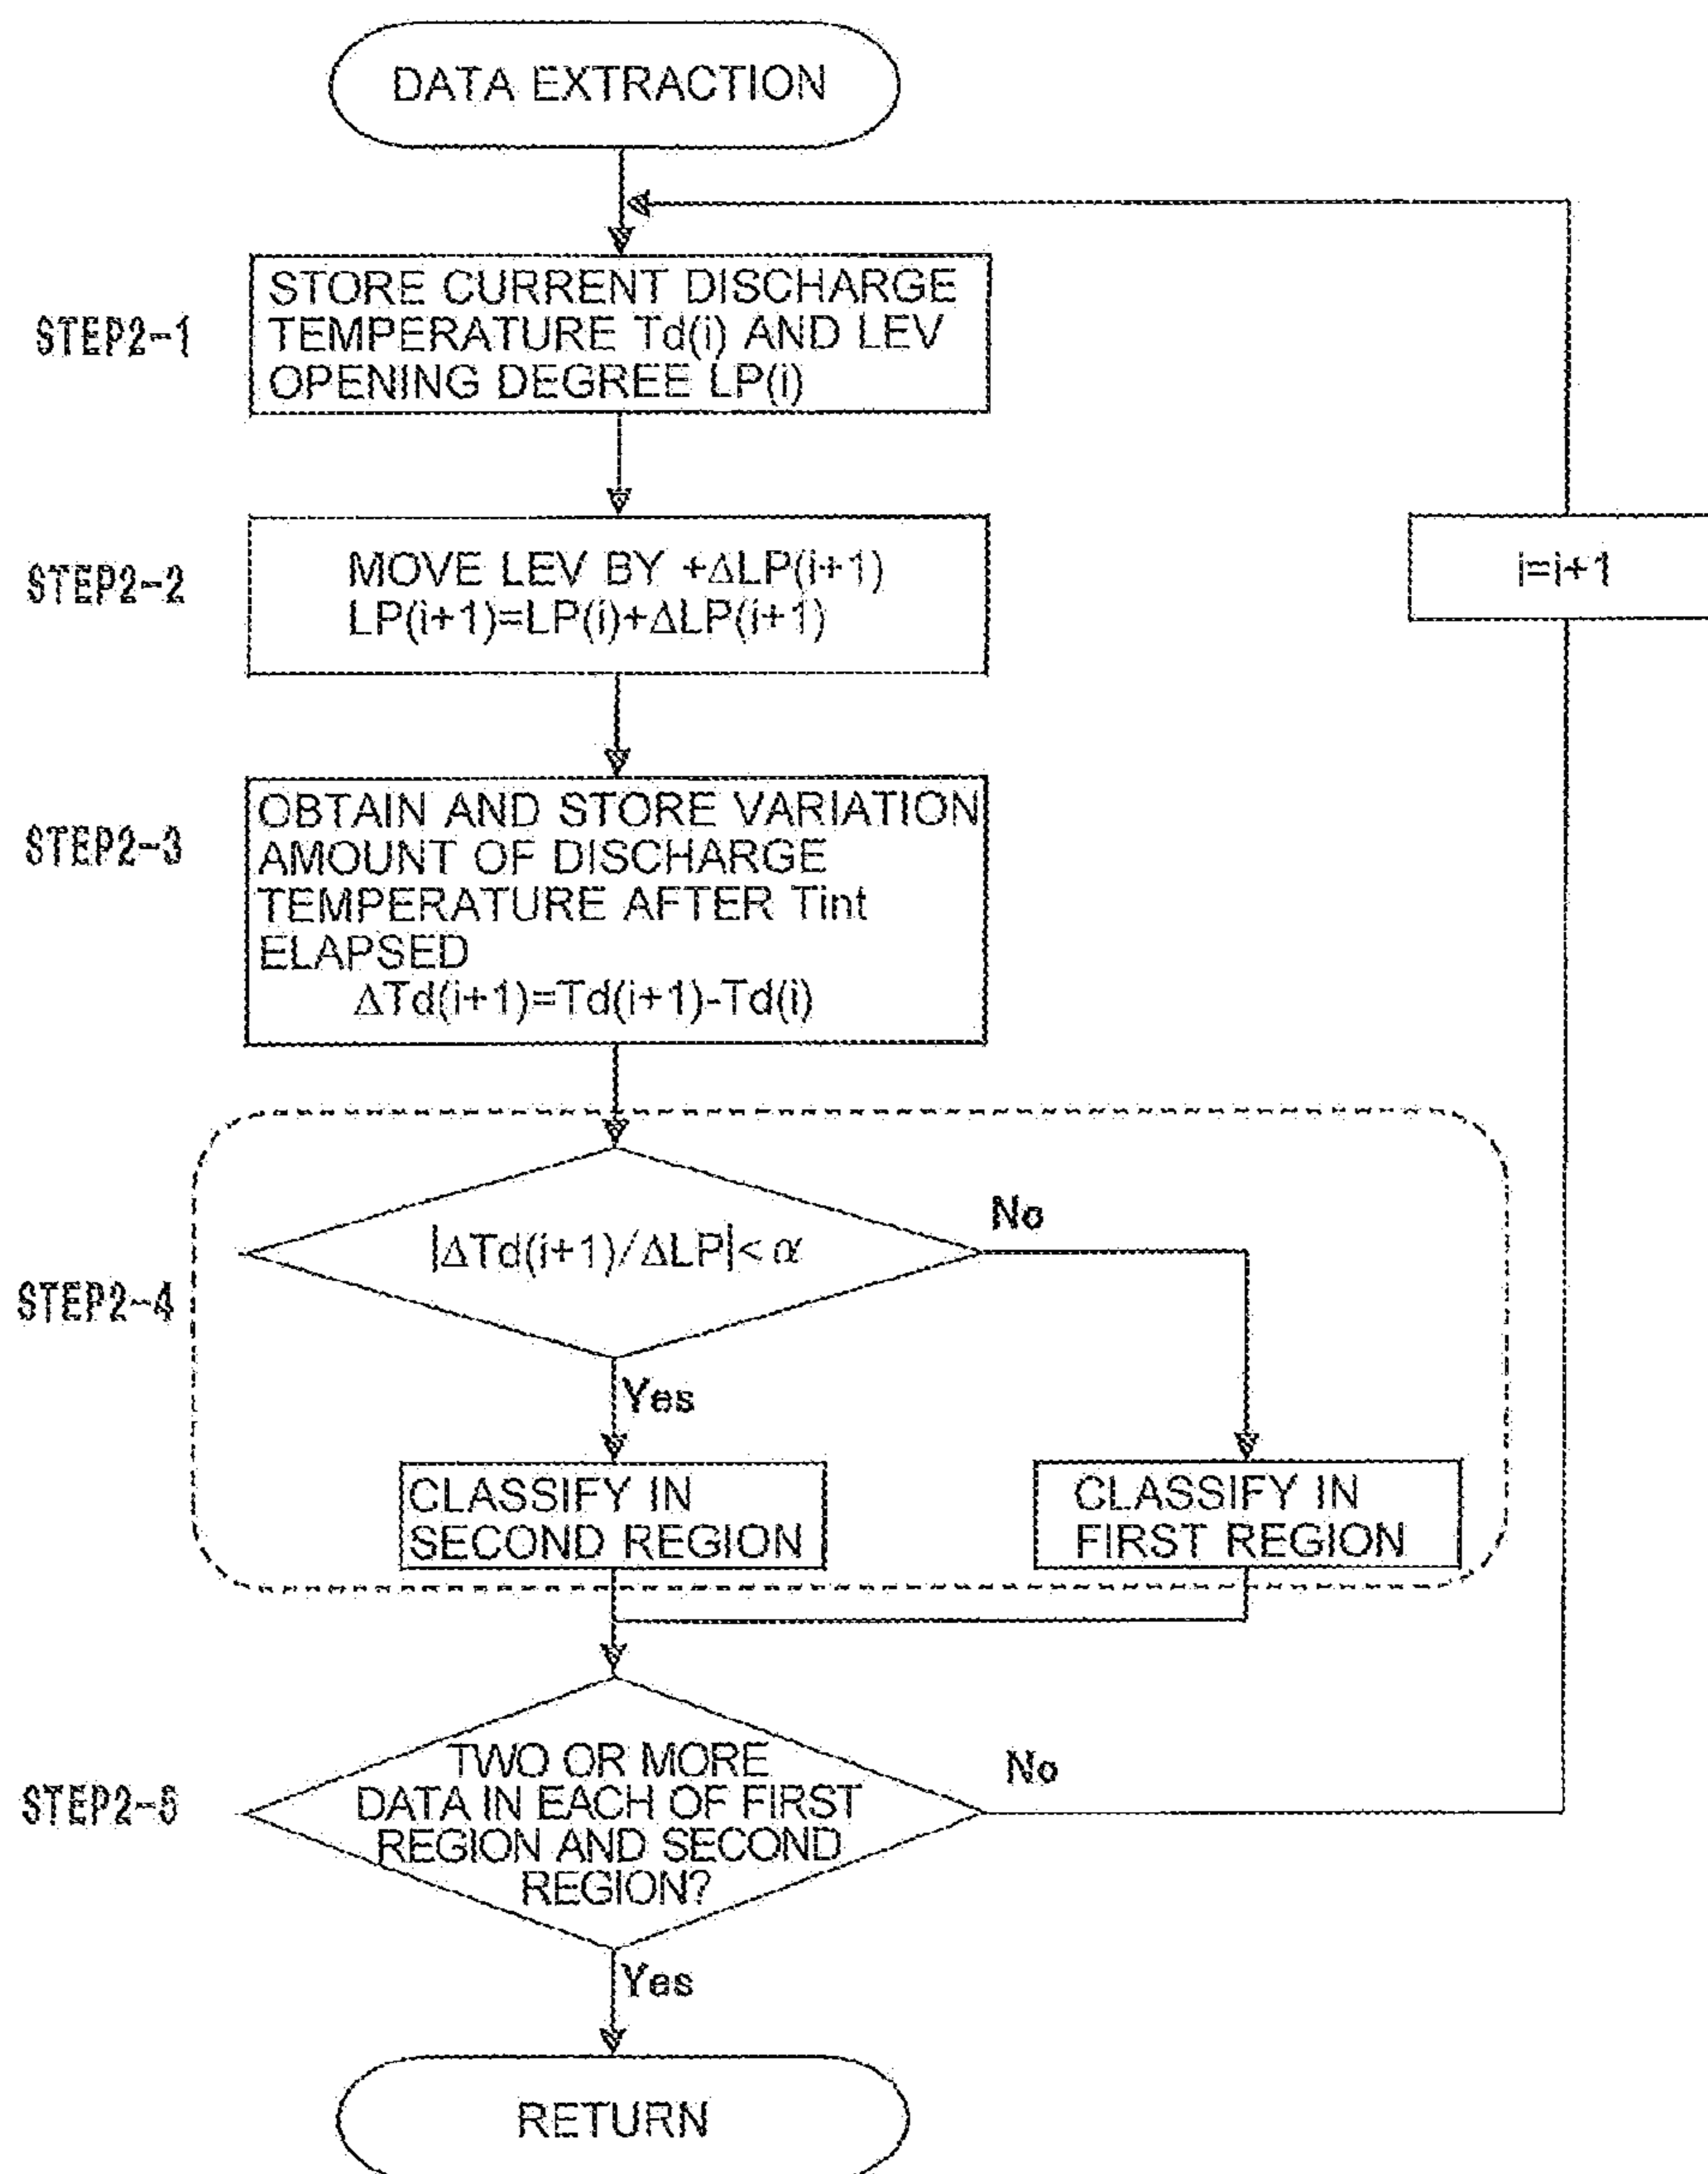 DATA EXTRACTION
STEP2-1
STORE CURRENT DISCHARGE
TEMPERATURE Td(i) AND LEV
OPENING DEGREE LP(i)
STEP2-2
MOVE LEV BY +ΔLP(i+1)
LP(i+1)=LP(i)+ΔLP(i+1)
i=i+1
STEP2-3
OBTAIN AND STORE VARIATION
AMOUNT OF DISCHARGE
TEMPERATURE AFTER Tint
ELAPSED
ΔTd(i+1)=Td(i+1)-Td(i)
STEP2-4
|ΔTd(i+1)/ΔLP|<α
No
Yes
CLASSIFY IN
SECOND REGION
CLASSIFY IN
FIRST REGION
STEP2-5
TWO OR MORE
DATA IN EACH OF FIRST
REGION AND SECOND
REGION?
No
Yes
RETURN